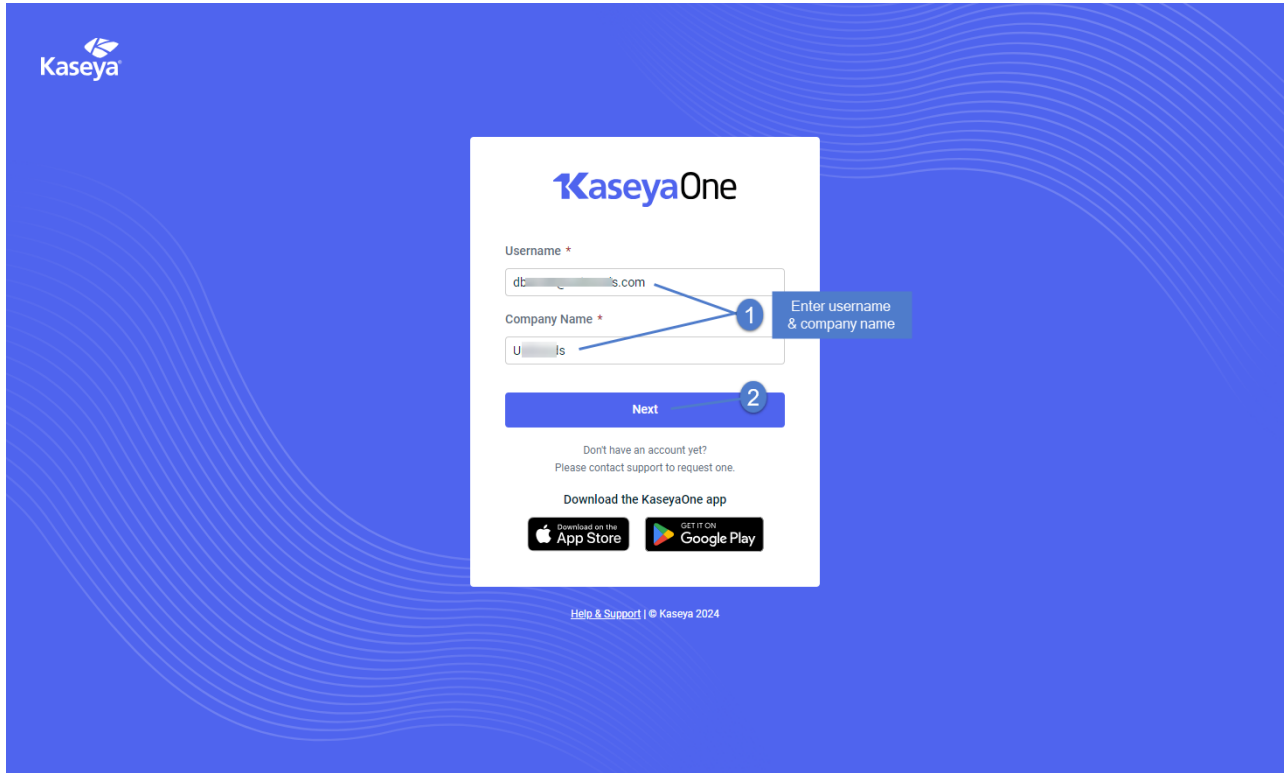 Kaseya
KaseyaOne
Username *
s.com
Company Name *
1
Enter username
& company name
Next
2
Don't have an account yet?
Please contact support to request one.
Download the KaseyaOne app
Download on the
App Store
GET IT ON
Google Play
Help & Support | © Kaseya 2024